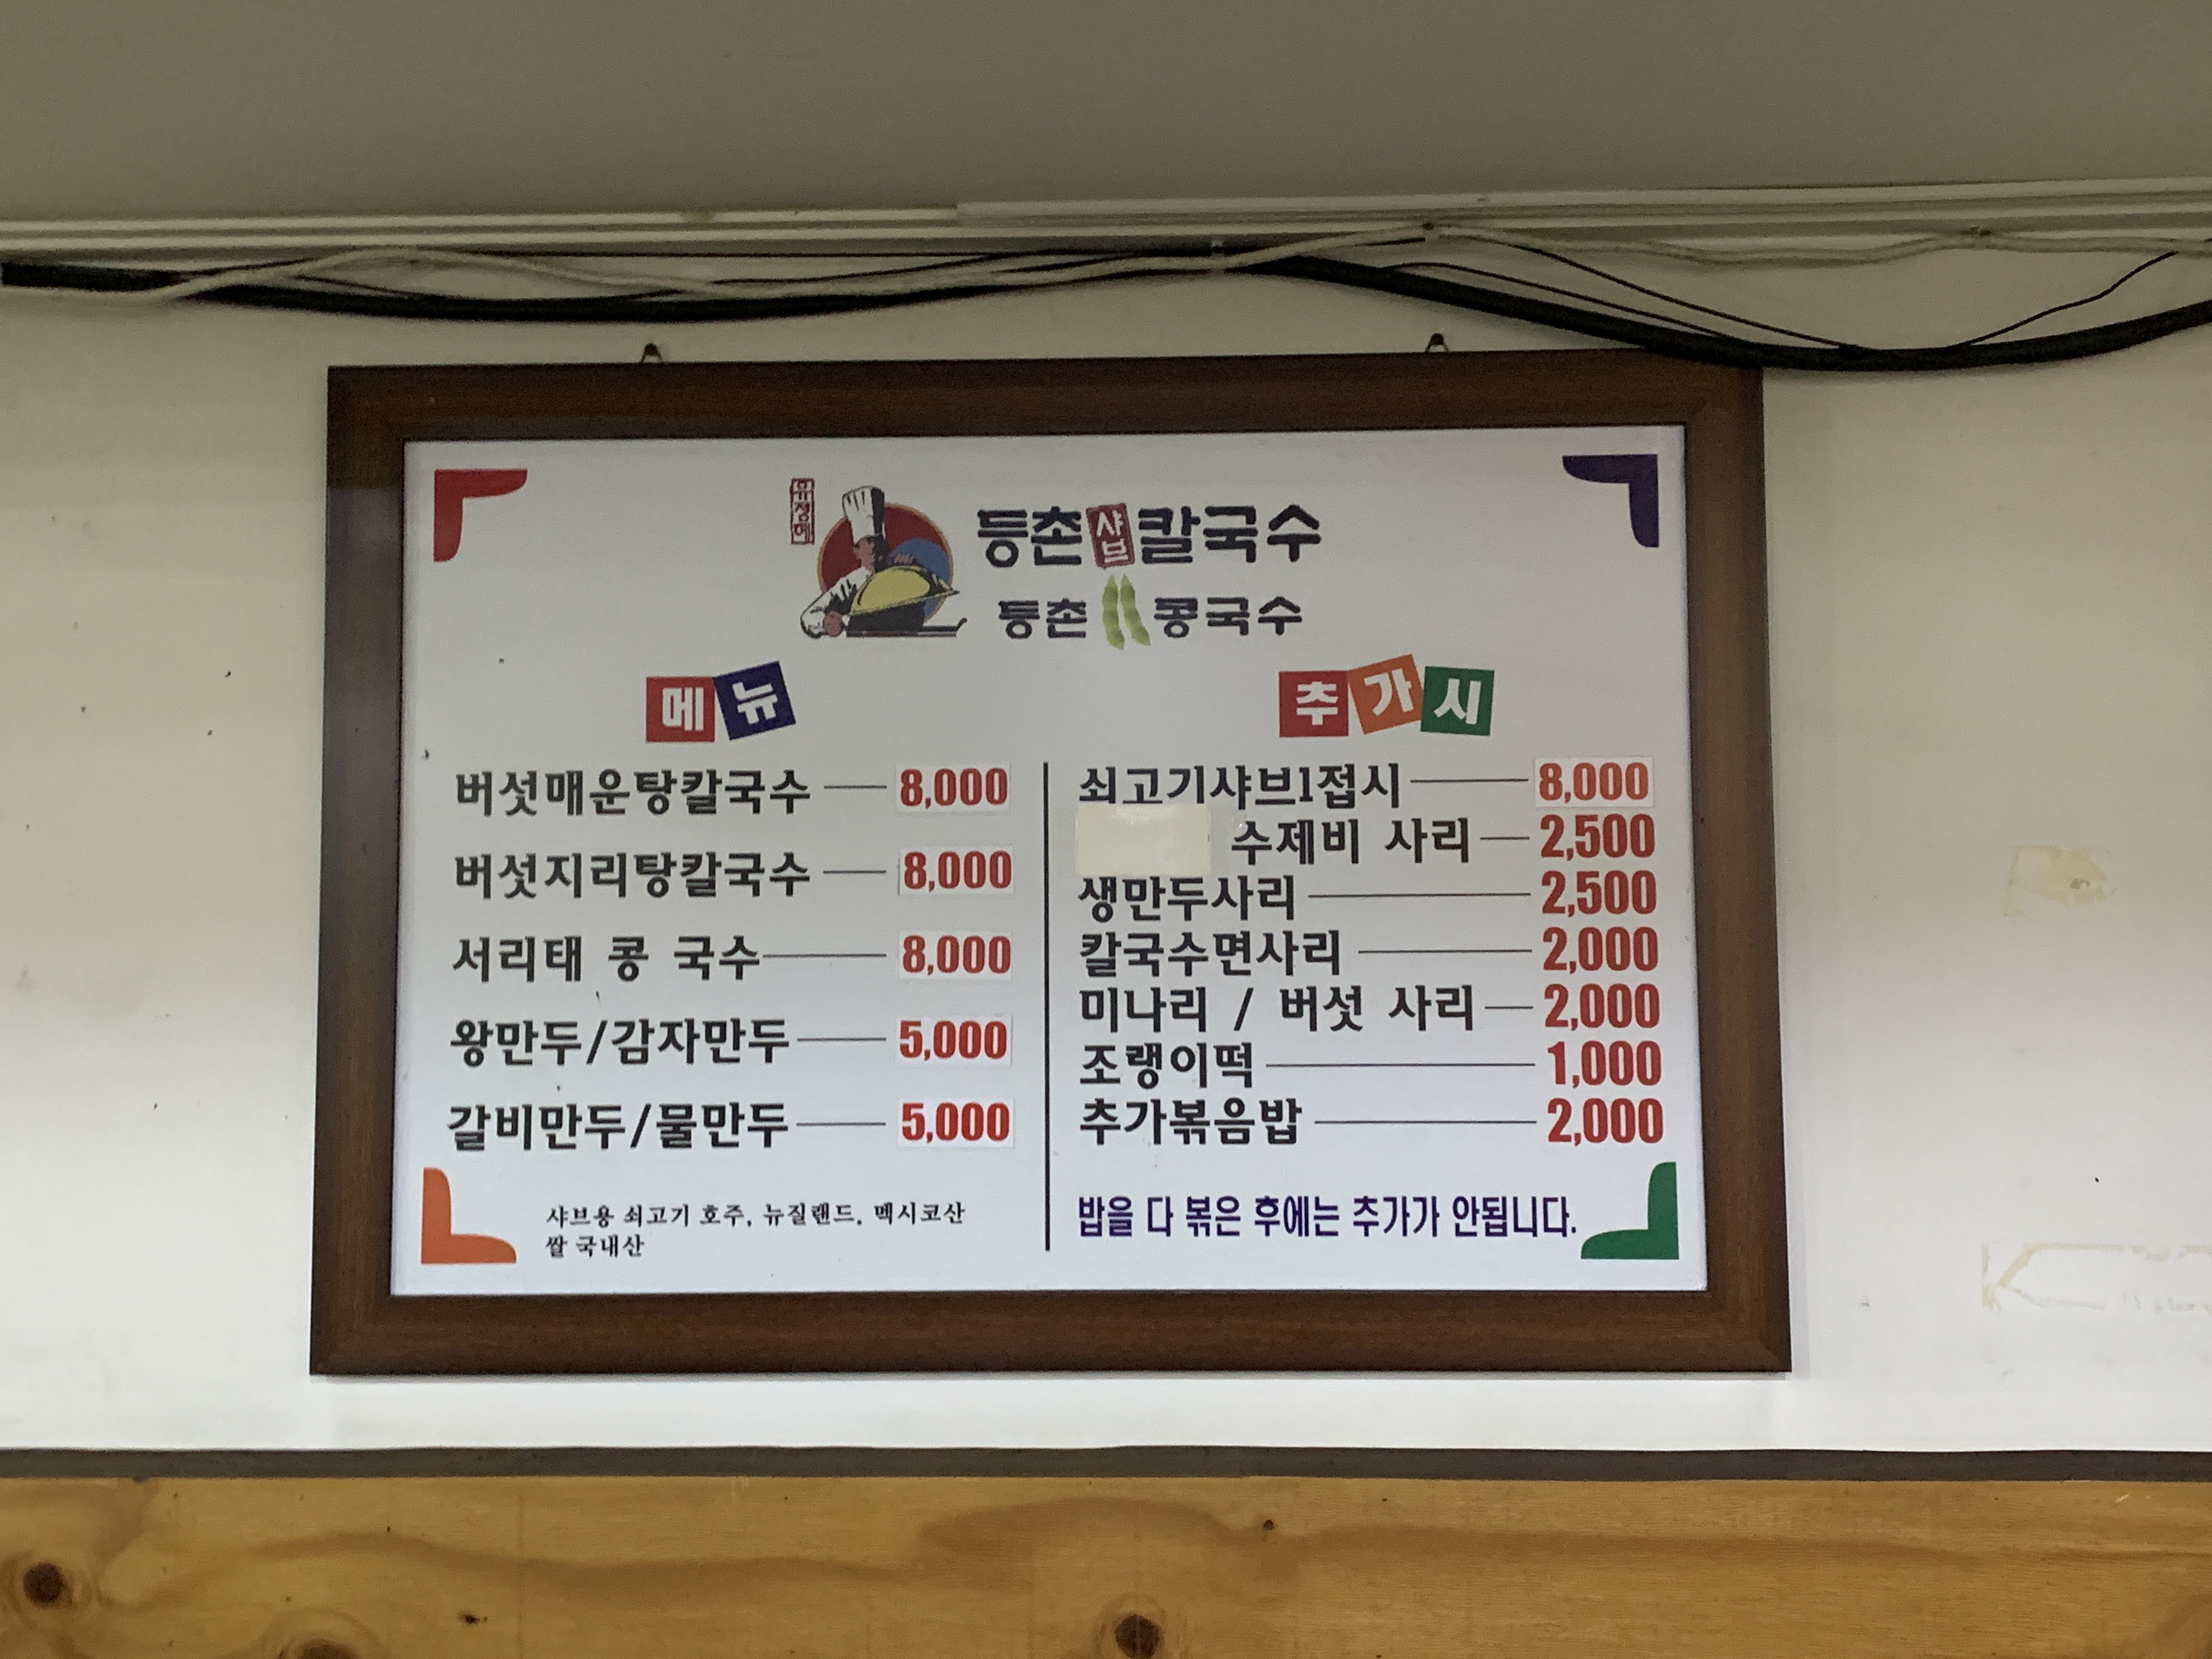 유정예
등촌샤브칼국수
등촌 콩국수
메뉴
버섯매운탕칼국수 8,000
버섯지리탕칼국수 8,000
서리태 콩 국수 8,000
왕만두/감자만두 5,000
갈비만두/물만두 5,000
샤브용 쇠고기 호주, 뉴질랜드, 멕시코산
쌀 국내산
추가시
쇠고기샤브1접시 8,000
수제비 사리 2,500
생만두사리 2,500
칼국수면사리 2,000
미나리 / 버섯 사리 2,000
조랭이떡 1,000
추가볶음밥 2,000
밥을 다 볶은 후에는 추가가 안됩니다.